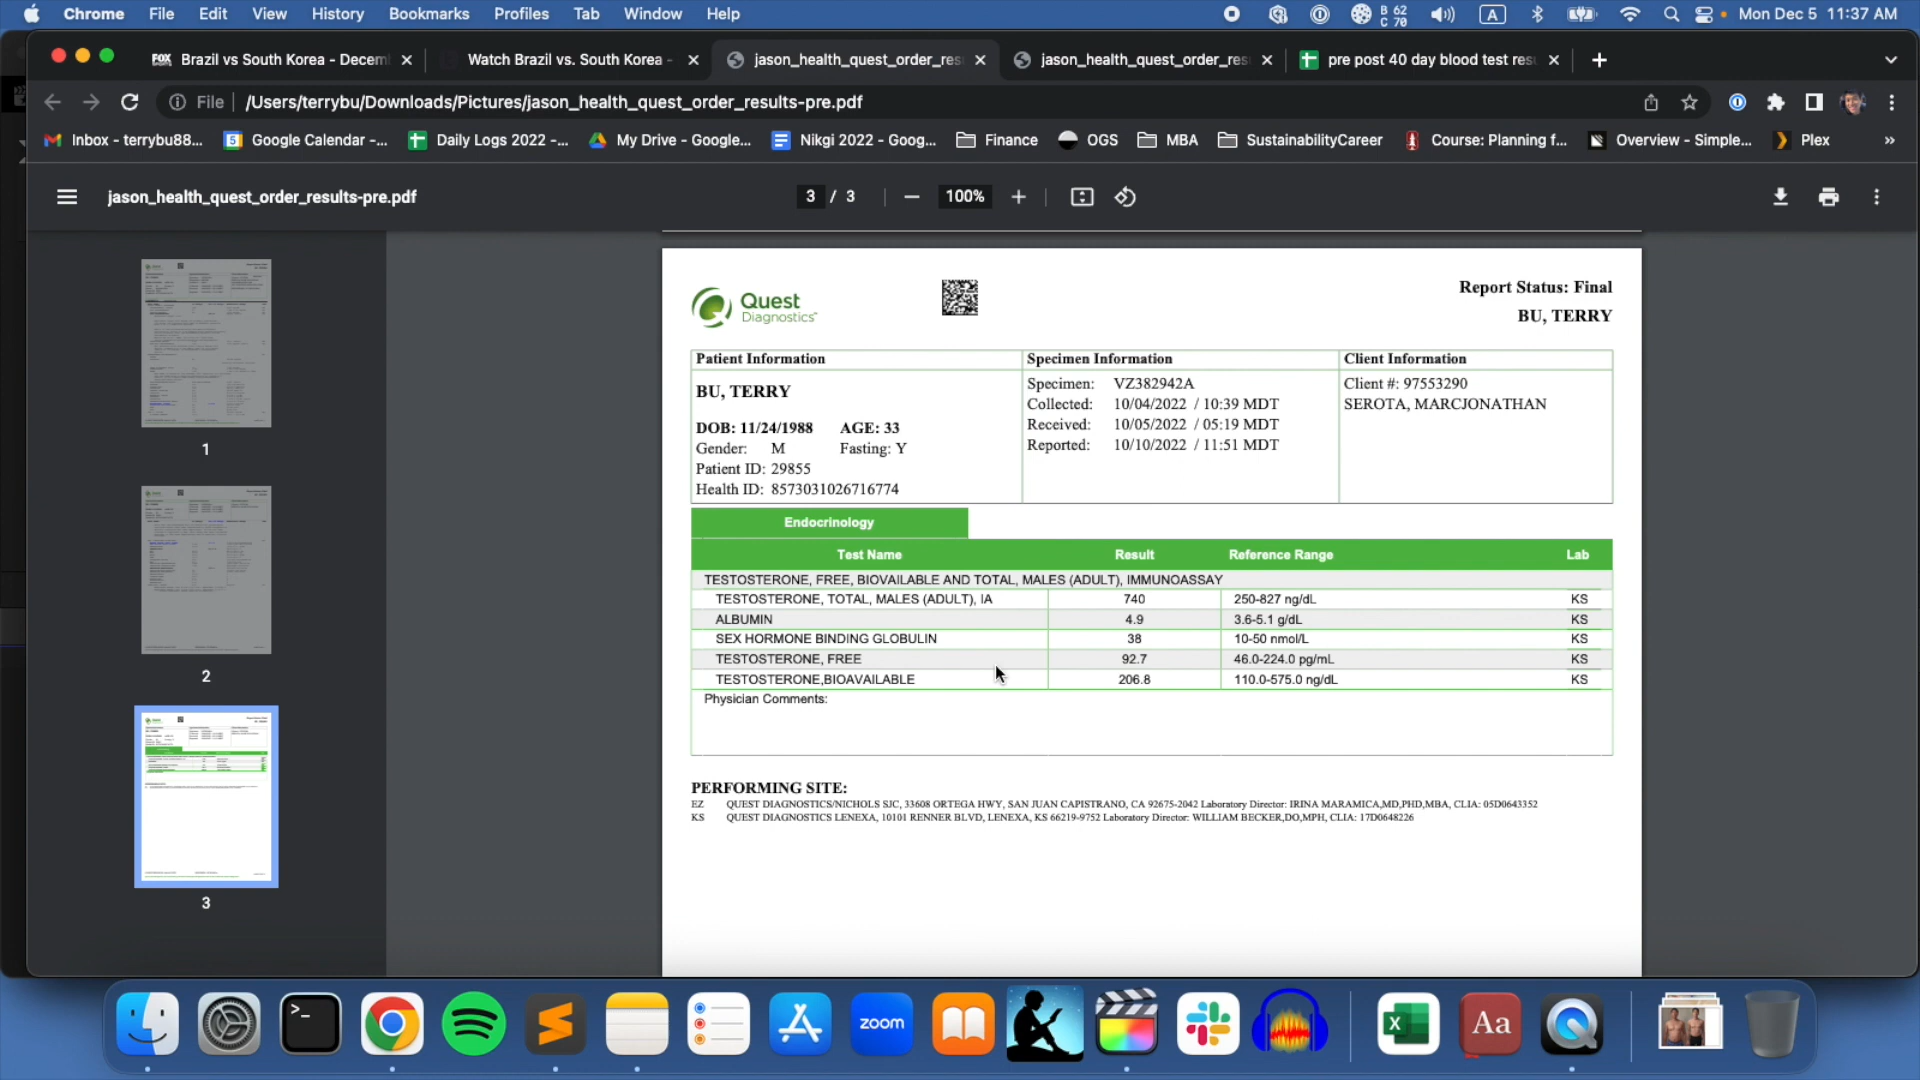 Chrome File Edit View History Bookmarks Profiles Tab Window Help B 62 C 70 A Mon Dec 5 11:37 AM
FOX Brazil vs South Korea - Decem Watch Brazil vs. South Korea - jason_health_quest_order_res jason_health_quest_order_res pre post 40 day blood test res
File /Users/terrybu/Downloads/Pictures/jason_health_quest_order_results-pre.pdf
Inbox - terrybu88... Google Calendar -... Daily Logs 2022 -... My Drive - Google... Nikgi 2022 - Goog... Finance OGS MBA SustainabilityCareer Course: Planning f... Overview - Simple... Plex »
jason_health_quest_order_results-pre.pdf 3 / 3 100%
1
2
3
Quest Diagnostics
Report Status: Final
BU, TERRY
Patient Information Specimen Information Client Information
BU, TERRY
DOB: 11/24/1988 AGE: 33
Gender: M Fasting: Y
Patient ID: 29855
Health ID: 8573031026716774
Specimen: VZ382942A
Collected: 10/04/2022 / 10:39 MDT
Received: 10/05/2022 / 05:19 MDT
Reported: 10/10/2022 / 11:51 MDT
Client #: 97553290
SEROTA, MARCJONATHAN
Endocrinology
Test Name Result Reference Range Lab
TESTOSTERONE, FREE, BIOVAILABLE AND TOTAL, MALES (ADULT), IMMUNOASSAY
TESTOSTERONE, TOTAL, MALES (ADULT), IA 740 250-827 ng/dL KS
ALBUMIN 4.9 3.6-5.1 g/dL KS
SEX HORMONE BINDING GLOBULIN 38 10-50 nmol/L KS
TESTOSTERONE, FREE 92.7 46.0-224.0 pg/mL KS
TESTOSTERONE,BIOAVAILABLE 206.8 110.0-575.0 ng/dL KS
Physician Comments:
PERFORMING SITE:
EZ QUEST DIAGNOSTICS/NICHOLS SJC, 33608 ORTEGA HWY, SAN JUAN CAPISTRANO, CA 92675-2042 Laboratory Director: IRINA MARAMICA,MD,PHD,MBA, CLIA: 05D0643352
KS QUEST DIAGNOSTICS LENEXA, 10101 RENNER BLVD, LENEXA, KS 66219-9752 Laboratory Director: WILLIAM BECKER,DO,MPH, CLIA: 17D0648226
zoom X Aa